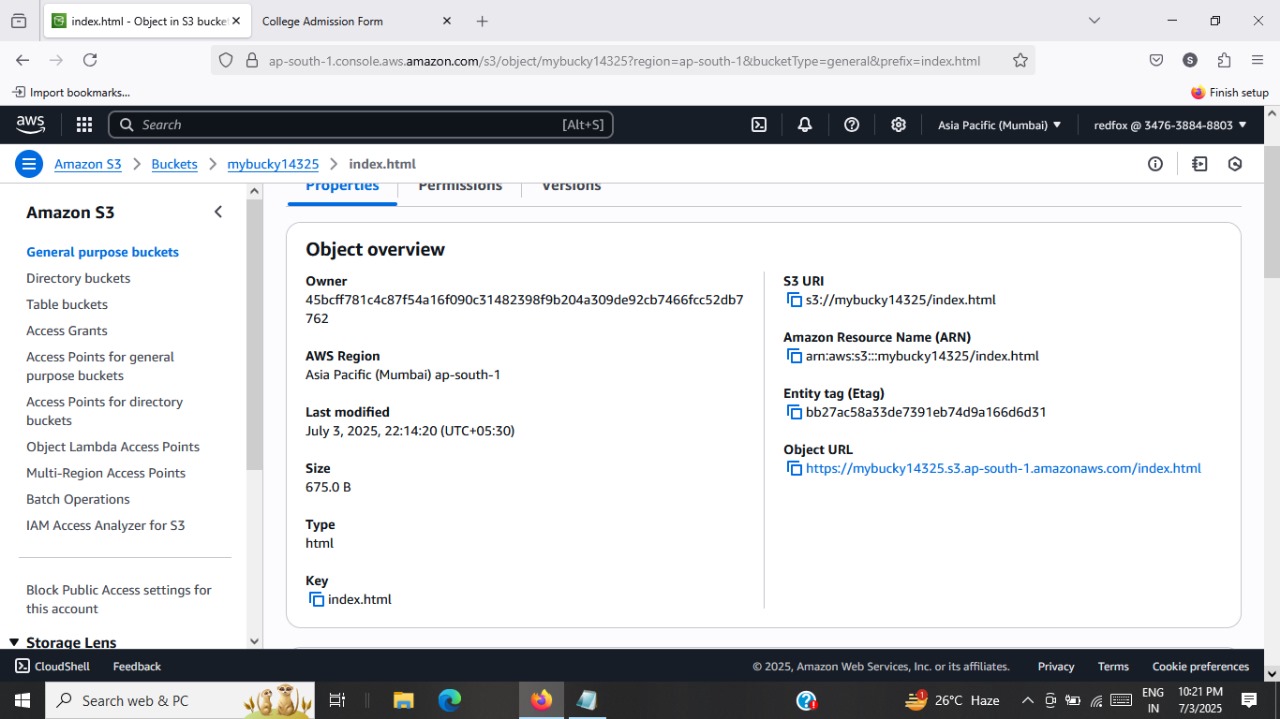 index.html - Object in S3 bucke
College Admission Form
ap-south-1.console.aws.amazon.com/s3/object/mybucky14325?region=ap-south-1&bucketType=general&prefix=index.html
S
Import bookmarks...
Finish setup
aws
Search
[Alt+S]
Asia Pacific (Mumbai)
redfox @ 3476-3884-8803
Amazon S3
Buckets
mybucky14325
index.html
Amazon S3
General purpose buckets
Directory buckets
Table buckets
Access Grants
Access Points for general
purpose buckets
Access Points for directory
buckets
Object Lambda Access Points
Multi-Region Access Points
Batch Operations
IAM Access Analyzer for S3
Block Public Access settings for
this account
Storage Lens
Properties
Permissions
Versions
Object overview
Owner
45bcff781c4c87f54a16f090c31482398f9b204a309de92cb7466fcc52db7
762
AWS Region
Asia Pacific (Mumbai) ap-south-1
Last modified
July 3, 2025, 22:14:20 (UTC+05:30)
Size
675.0 B
Type
html
Key
index.html
S3 URI
s3://mybucky14325/index.html
Amazon Resource Name (ARN)
arn:aws:s3:::mybucky14325/index.html
Entity tag (Etag)
bb27ac58a33de7391eb74d9a166d6d31
Object URL
https://mybucky14325.s3.ap-south-1.amazonaws.com/index.html
CloudShell
Feedback
© 2025, Amazon Web Services, Inc. or its affiliates.
Privacy
Terms
Cookie preferences
Search web & PC
1
26°C Haze
ENG
IN
10:21 PM
7/3/2025